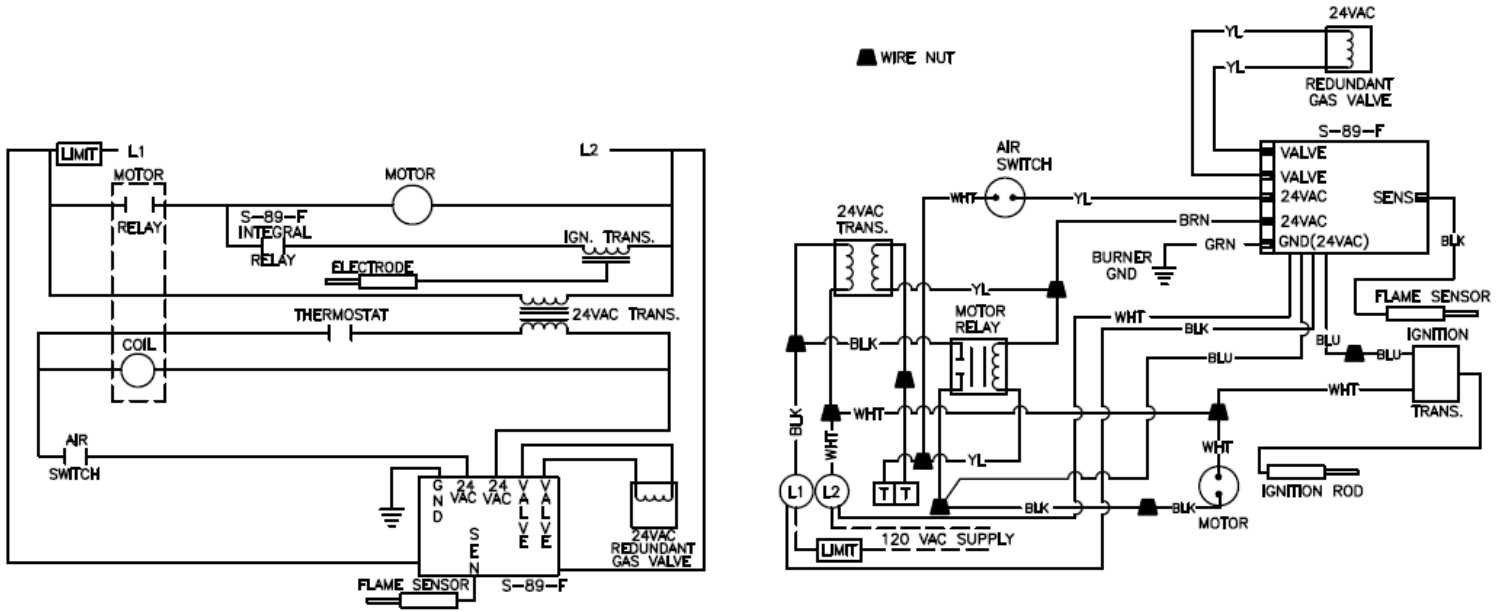 LIMIT L1
L2
MOTOR
RELAY
MOTOR
S-89-F
INTEGRAL
RELAY
IGN. TRANS.
ELECTRODE
THERMOSTAT
24VAC TRANS.
COIL
AIR
SWITCH
GND
24
VAC
24
VAC
VALVE
VALVE
SEN
24VAC
REDUNDANT
GAS VALVE
FLAME SENSOR
S-89-F
WIRE NUT
24VAC
YL
YL
REDUNDANT
GAS VALVE
S-89-F
VALVE
VALVE
24VAC
24VAC
GND(24VAC)
SENS
AIR
SWITCH
WHT
YL
BRN
GRN
BURNER
GND
BLK
24VAC
TRANS.
YL
MOTOR
RELAY
BLK
WHT
BLK
BLU
BLU
BLU
FLAME SENSOR
IGNITION
TRANS.
WHT
WHT
BLK
WHT
WHT
YL
T T
L1 L2
BLK
BLK
MOTOR
IGNITION ROD
120 VAC SUPPLY
LIMIT